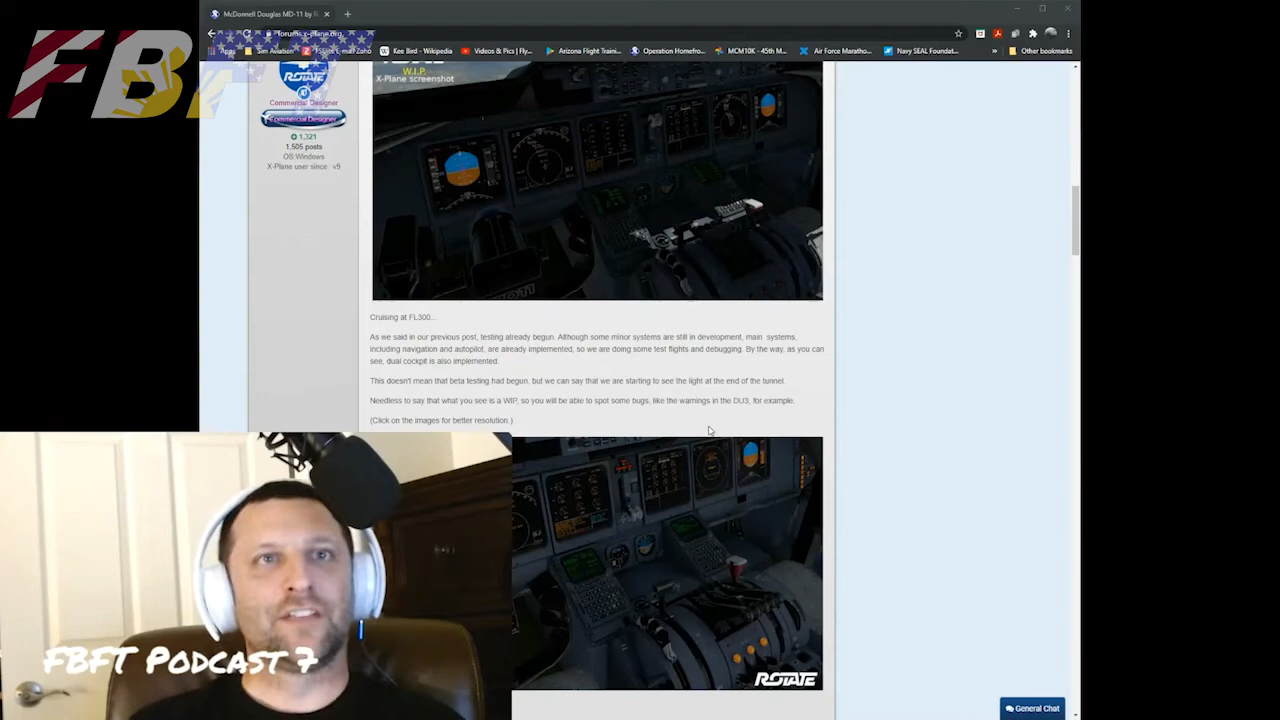 McDonnell Douglas MD-11 by R
forums.x-plane.org
Apps
Sim Aviation
Kee Bird - Wikipedia
Videos & Pics | Fly...
Arizona Flight Traini...
Operation Homefro...
MCM10K - 45th M...
Air Force Maratho...
Navy SEAL Foundat...
Other bookmarks
FBFT
ROTATE
Commercial Designer
Commercial Designer
1,321
1,505 posts
OS:Windows
X-Plane user since : v9
W.I.P.
X-Plane screenshot
Cruising at FL300...
As we said in our previous post, testing already begun. Although some minor systems are still in development, main systems,
including navigation and autopilot, are already implemented, so we are doing some test flights and debugging. By the way, as you can
see, dual cockpit is also implemented.
This doesn't mean that beta testing had begun, but we can say that we are starting to see the light at the end of the tunnel.
Needless to say that what you see is a WIP, so you will be able to spot some bugs, like the warnings in the DU3, for example.
(Click on the images for better resolution.)
MD-11
ROTATE
FBFT Podcast 7
General Chat